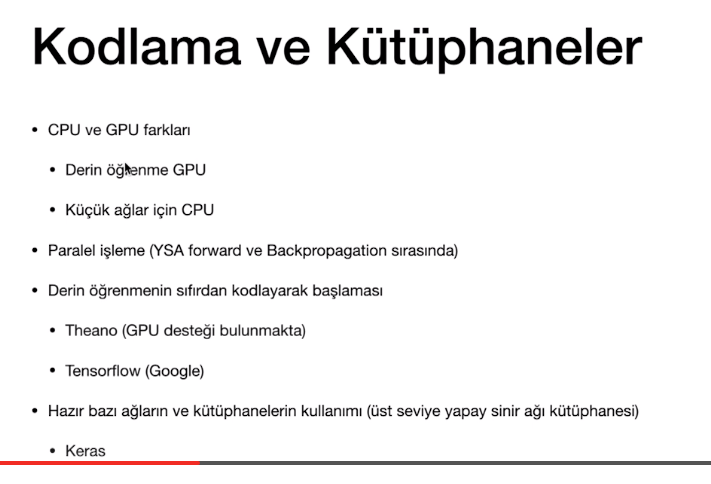 Kodlama ve Kütüphaneler
• CPU ve GPU farkları
• Derin öğrenme GPU
• Küçük ağlar için CPU
• Paralel işleme (YSA forward ve Backpropagation sırasında)
• Derin öğrenmenin sıfırdan kodlayarak başlaması
• Theano (GPU desteği bulunmakta)
• Tensorflow (Google)
• Hazır bazı ağların ve kütüphanelerin kullanımı (üst seviye yapay sinir ağı kütüphanesi)
• Keras